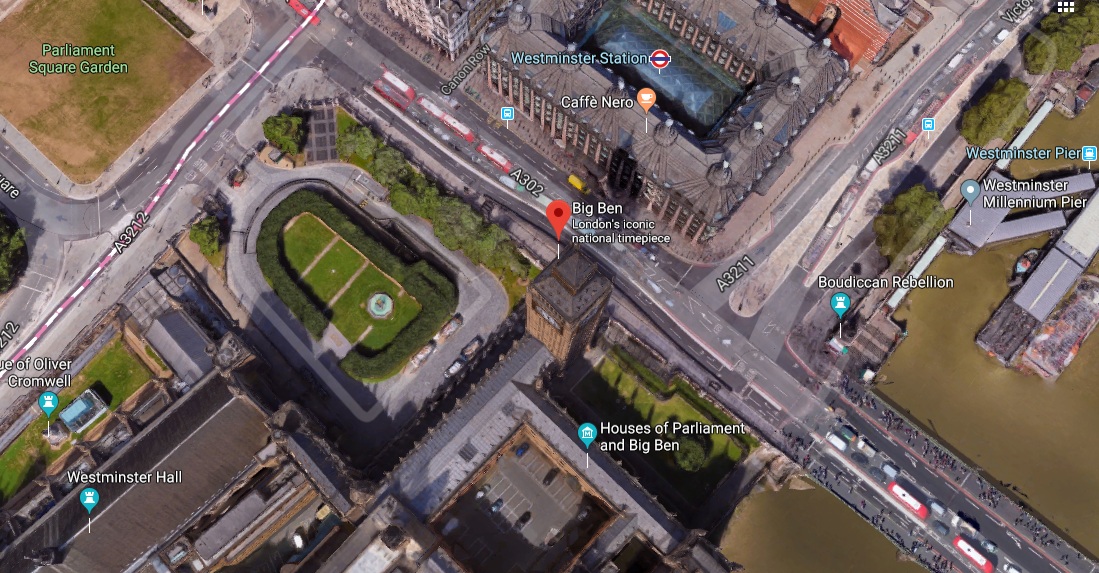 Parliament
Square Garden
Westminster Station
Canon Row
Caffè Nero
A302
A3211
Westminster Pier
Westminster
Millennium Pier
Big Ben
London's iconic
national timepiece
A3212
A3211
Boudiccan Rebellion
212
ue of Oliver
Cromwell
Houses of Parliament
and Big Ben
Westminster Hall